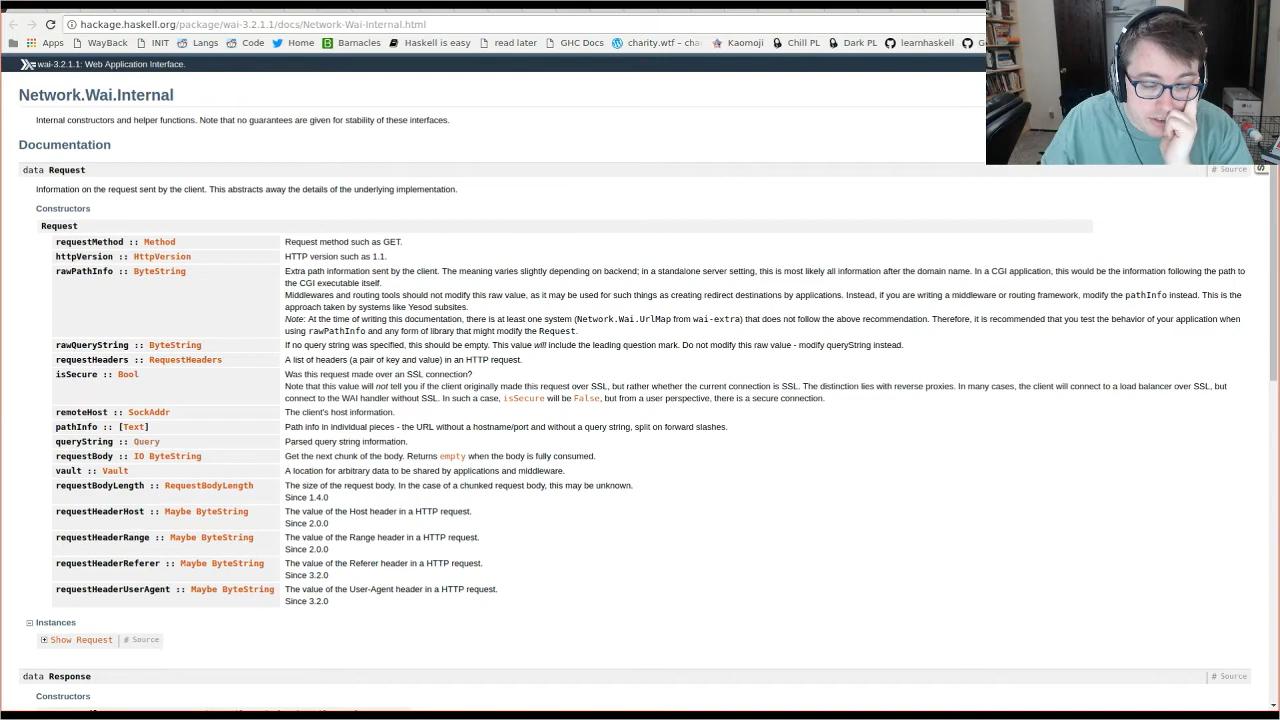 hackage.haskell.org/package/wai-3.2.1.1/docs/Network-Wai-Internal.html
Apps WayBack INIT Langs Code Home Barnacles Haskell is easy read later GHC Docs charity.wtf – cha Kaomoji Chill PL Dark PL learnhaskell G
wai-3.2.1.1: Web Application Interface.
Network.Wai.Internal
Internal constructors and helper functions. Note that no guarantees are given for stability of these interfaces.
Documentation
data Request # Source
Information on the request sent by the client. This abstracts away the details of the underlying implementation.
Constructors
Request
requestMethod :: Method Request method such as GET.
httpVersion :: HttpVersion HTTP version such as 1.1.
rawPathInfo :: ByteString Extra path information sent by the client. The meaning varies slightly depending on backend; in a standalone server setting, this is most likely all information after the domain name. In a CGI application, this would be the information following the path to
the CGI executable itself.
Middlewares and routing tools should not modify this raw value, as it may be used for such things as creating redirect destinations by applications. Instead, if you are writing a middleware or routing framework, modify the pathInfo instead. This is the
approach taken by systems like Yesod subsites.
Note: At the time of writing this documentation, there is at least one system (Network.Wai.UrlMap from wai-extra) that does not follow the above recommendation. Therefore, it is recommended that you test the behavior of your application when
using rawPathInfo and any form of library that might modify the Request.
rawQueryString :: ByteString If no query string was specified, this should be empty. This value will include the leading question mark. Do not modify this raw value - modify queryString instead.
requestHeaders :: RequestHeaders A list of headers (a pair of key and value) in an HTTP request.
isSecure :: Bool Was this request made over an SSL connection?
Note that this value will not tell you if the client originally made this request over SSL, but rather whether the current connection is SSL. The distinction lies with reverse proxies. In many cases, the client will connect to a load balancer over SSL, but
connect to the WAI handler without SSL. In such a case, isSecure will be False, but from a user perspective, there is a secure connection.
remoteHost :: SockAddr The client's host information.
pathInfo :: [Text] Path info in individual pieces - the URL without a hostname/port and without a query string, split on forward slashes.
queryString :: Query Parsed query string information.
requestBody :: IO ByteString Get the next chunk of the body. Returns empty when the body is fully consumed.
vault :: Vault A location for arbitrary data to be shared by applications and middleware.
requestBodyLength :: RequestBodyLength The size of the request body. In the case of a chunked request body, this may be unknown.
Since 1.4.0
requestHeaderHost :: Maybe ByteString The value of the Host header in a HTTP request.
Since 2.0.0
requestHeaderRange :: Maybe ByteString The value of the Range header in a HTTP request.
Since 2.0.0
requestHeaderReferer :: Maybe ByteString The value of the Referer header in a HTTP request.
Since 3.2.0
requestHeaderUserAgent :: Maybe ByteString The value of the User-Agent header in a HTTP request.
Since 3.2.0
Instances
Show Request # Source
data Response # Source
Constructors